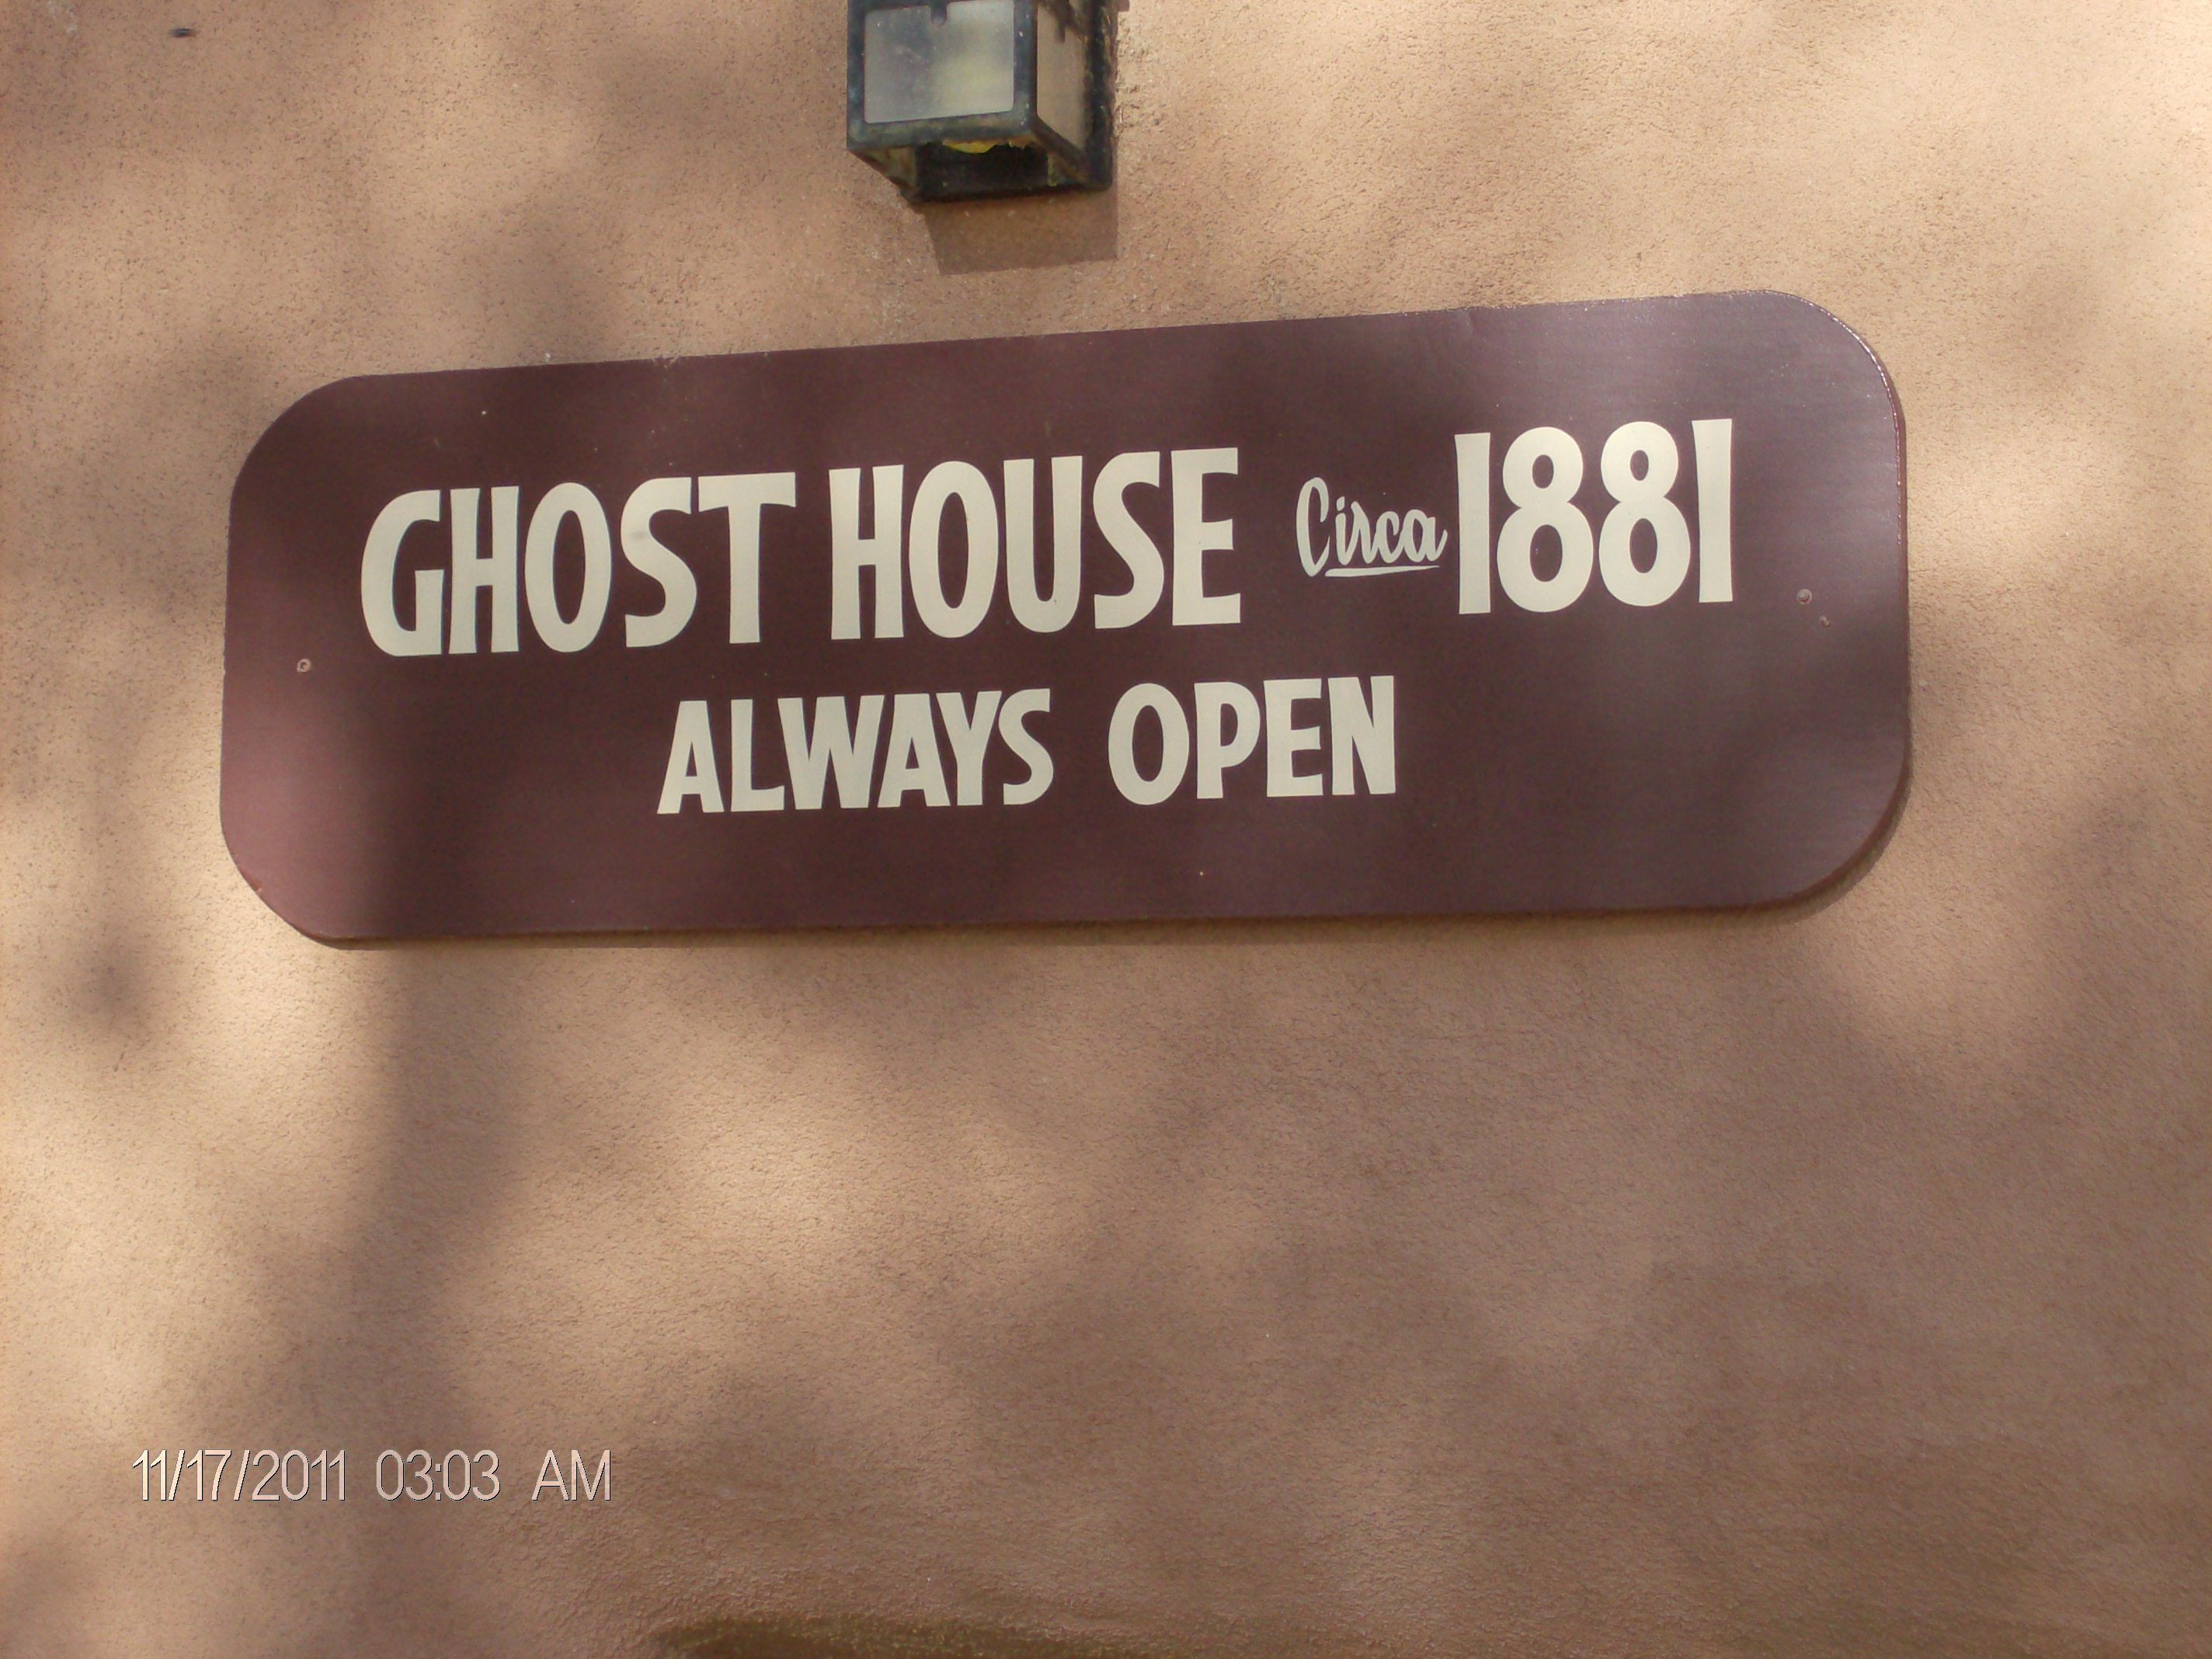 GHOST HOUSE Circa 1881
ALWAYS OPEN
11/17/2011 03:03 AM